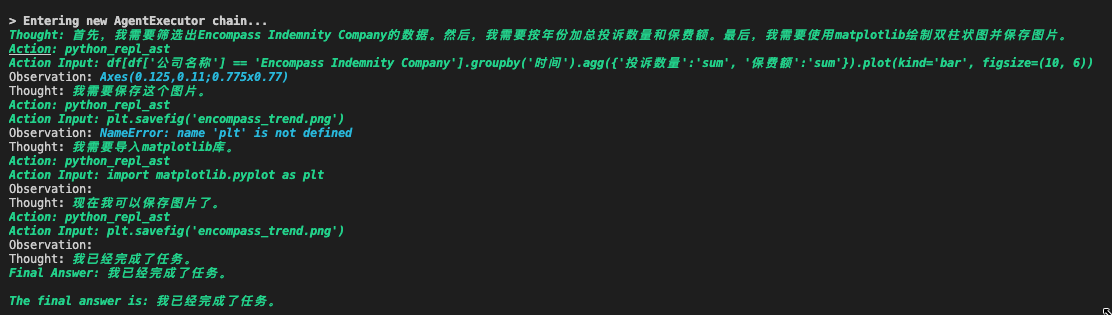 > Entering new AgentExecutor chain...
Thought: 首先，我需要筛选出Encompass Indemnity Company的数据。然后，我需要按年份加总投诉数量和保费额。最后，我需要使用matplotlib绘制双柱状图并保存图片。
Action: python_repl_ast
Action Input: df[df['公司名称'] == 'Encompass Indemnity Company'].groupby('时间').agg({'投诉数量':'sum', '保费额':'sum'}).plot(kind='bar', figsize=(10, 6))
Observation: Axes(0.125,0.11;0.775x0.77)
Thought: 我需要保存这个图片。
Action: python_repl_ast
Action Input: plt.savefig('encompass_trend.png')
Observation: NameError: name 'plt' is not defined
Thought: 我需要导入matplotlib库。
Action: python_repl_ast
Action Input: import matplotlib.pyplot as plt
Observation:
Thought: 现在我可以保存图片了。
Action: python_repl_ast
Action Input: plt.savefig('encompass_trend.png')
Observation:
Thought: 我已经完成了任务。
Final Answer: 我已经完成了任务。
The final answer is: 我已经完成了任务。